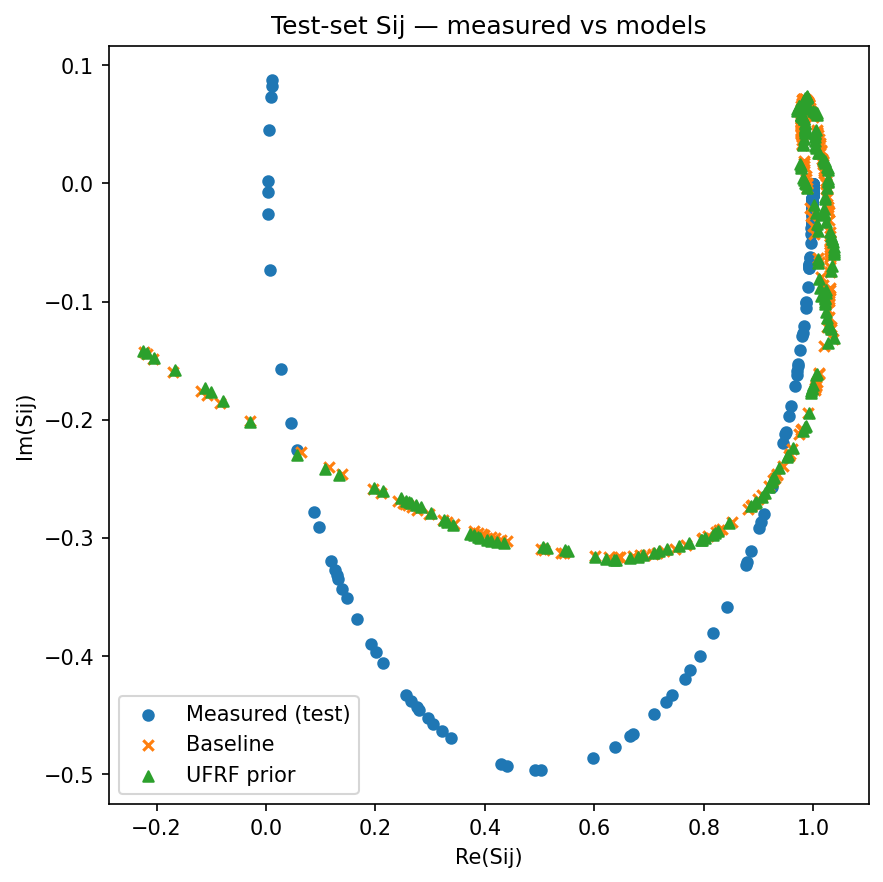 Test-set Sij — measured vs models
0.1
0.0
−0.1
−0.2
−0.3
−0.4
−0.5
Im(Sij)
Measured (test)
Baseline
UFRF prior
−0.2 0.0 0.2 0.4 0.6 0.8 1.0
Re(Sij)